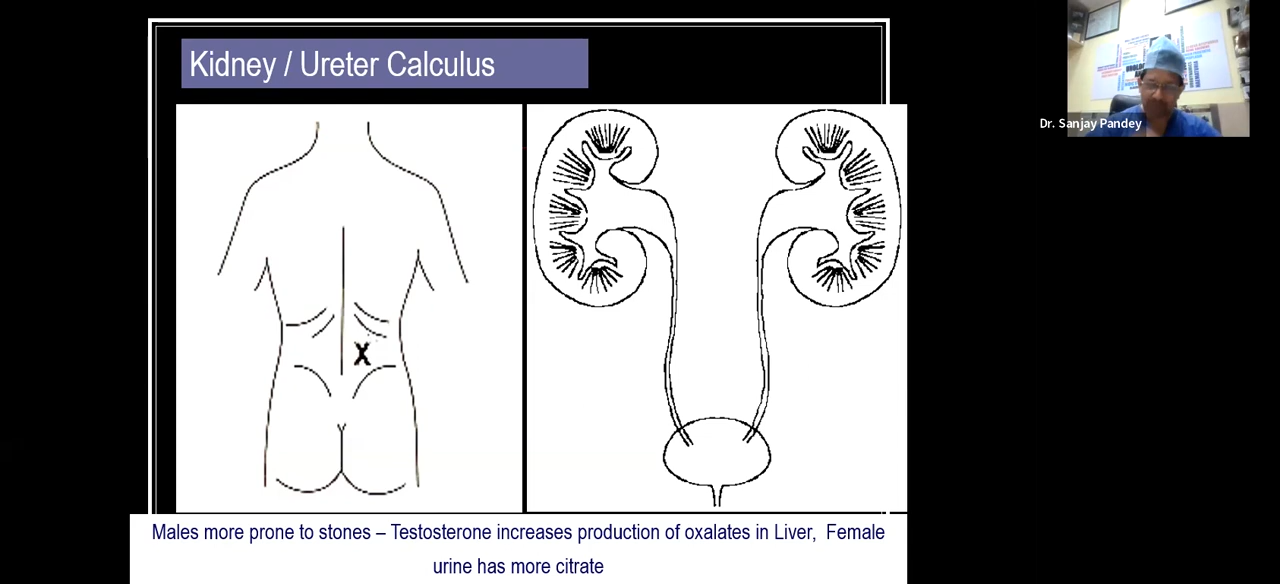 Kidney / Ureter Calculus
X
Dr. Sanjay Pandey
Males more prone to stones – Testosterone increases production of oxalates in Liver, Female
urine has more citrate